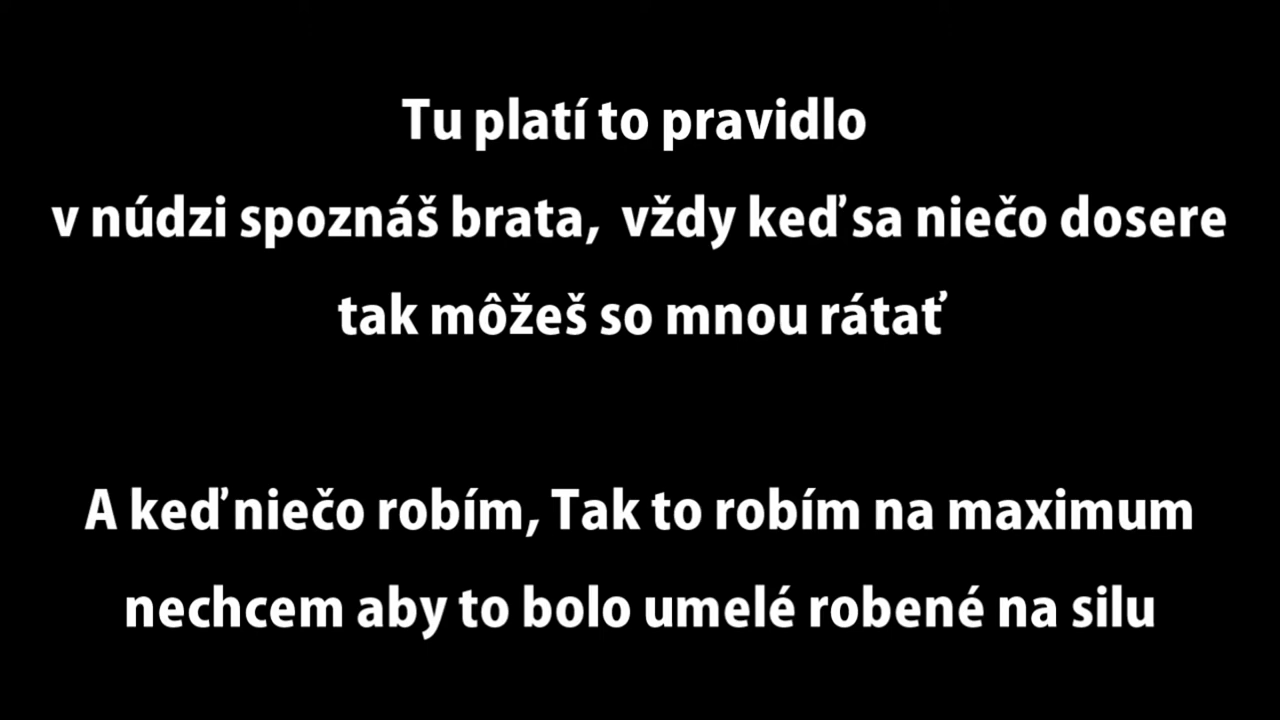 Tu platí to pravidlo
v núdzi spoznáš brata, vždy keď sa niečo dosere
tak môžeš so mnou rátať
A keď niečo robím, Tak to robím na maximum
nechcem aby to bolo umelé robené na silu